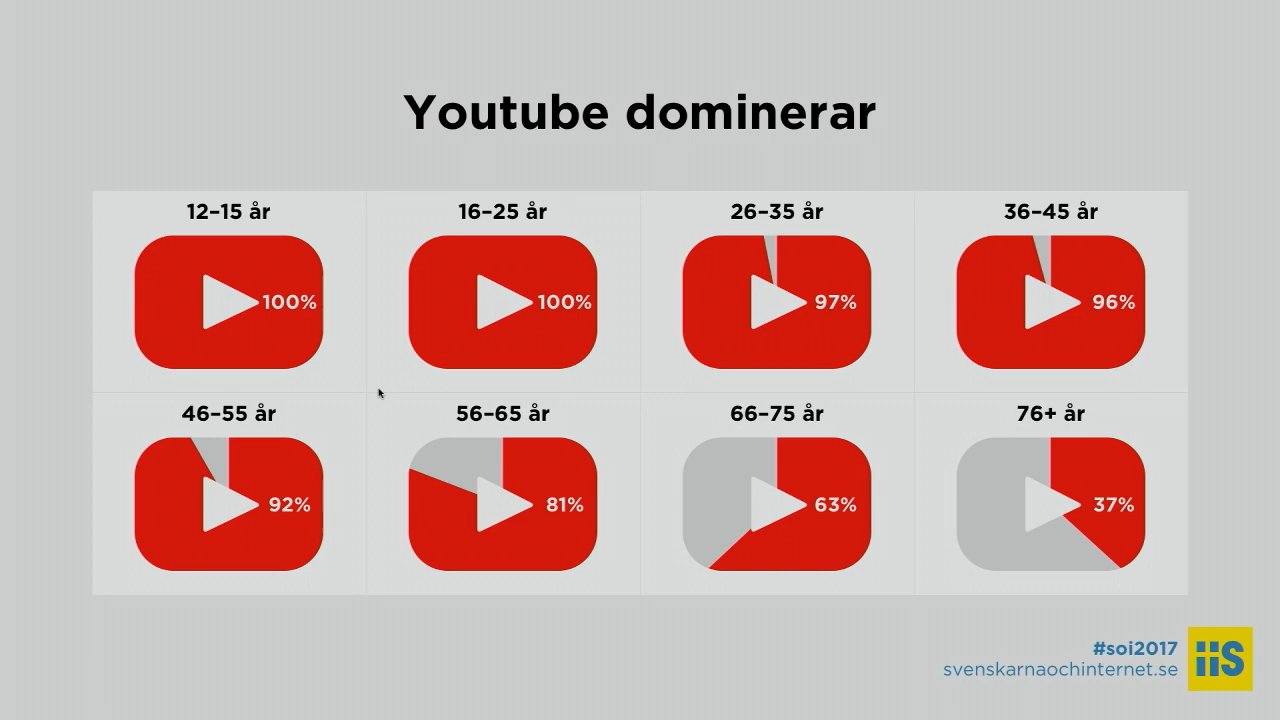 Youtube dominerar
12–15 år
16–25 år
26–35 år
36–45 år
100%
100%
97%
96%
46–55 år
56–65 år
66–75 år
76+ år
92%
81%
63%
37%
#soi2017
svenskarnaochinternet.se
iiS